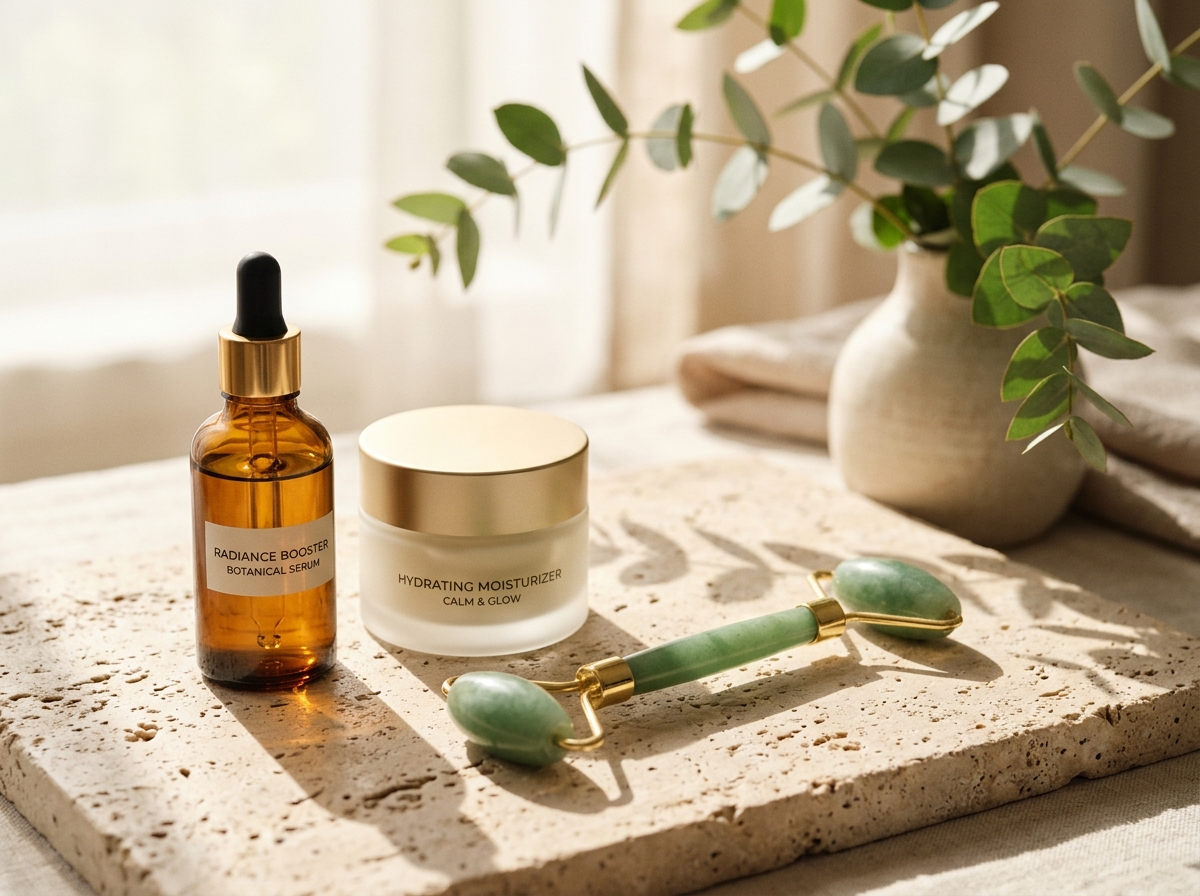 RADIANCE BOOSTER
BOTANICAL SERUM
HYDRATING MOISTURIZER
CALM & GLOW